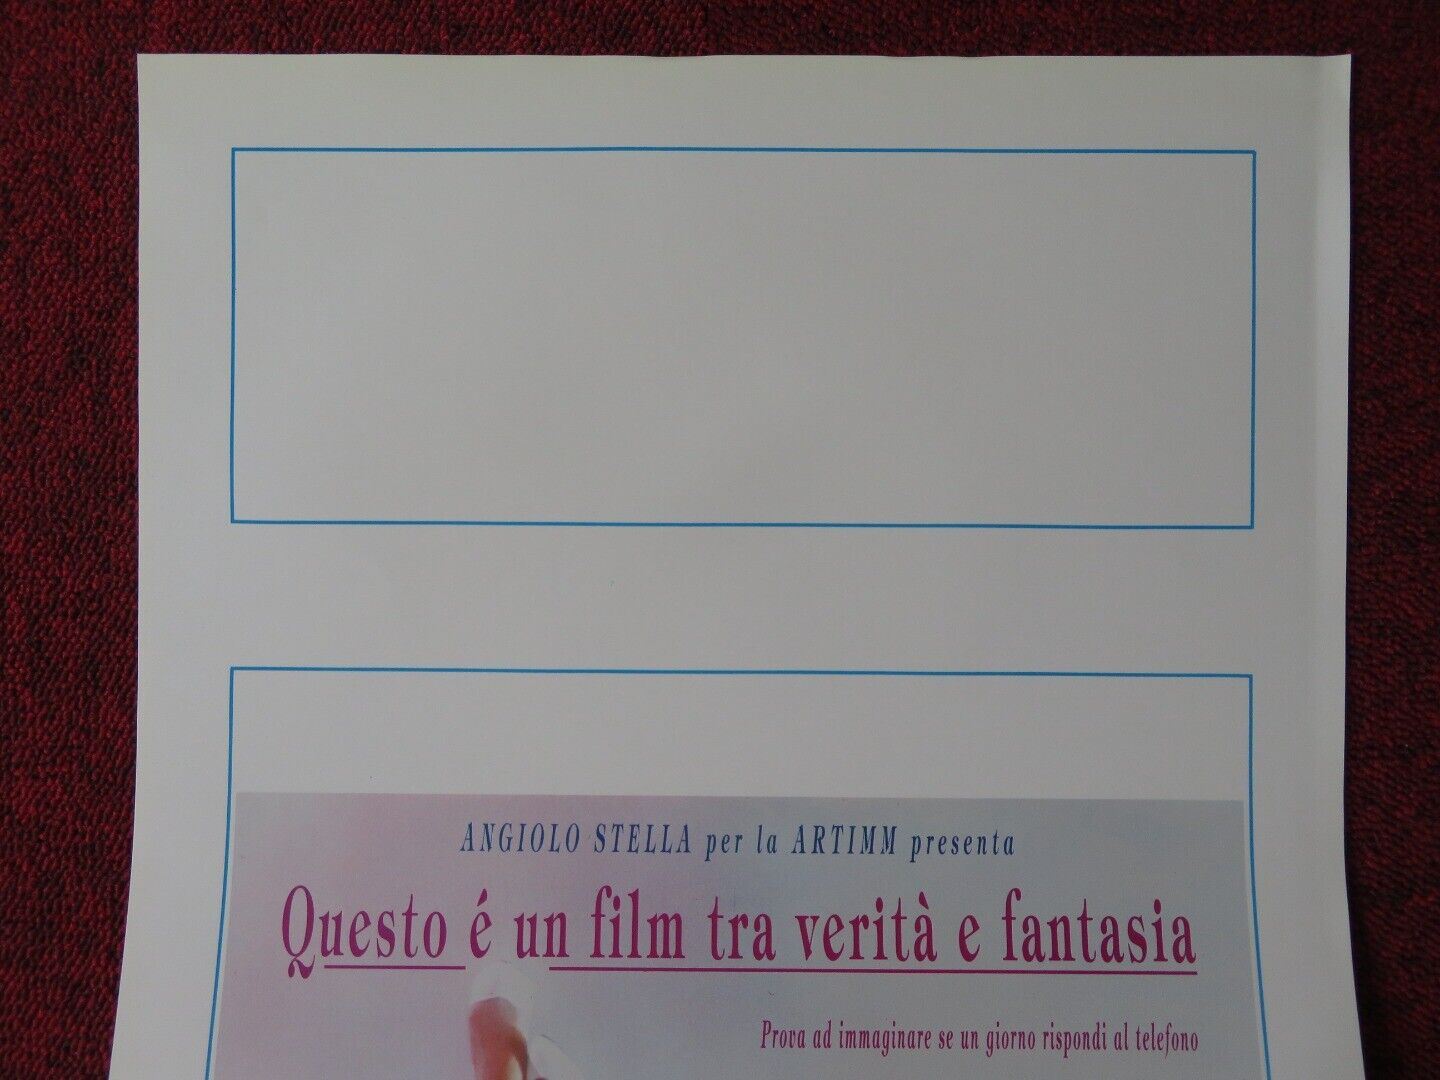 ANGIOLO STELLA per la ARTIMM presenta
Questo é un film tra verità e fantasia
Prova ad immaginare se un giorno rispondi al telefono